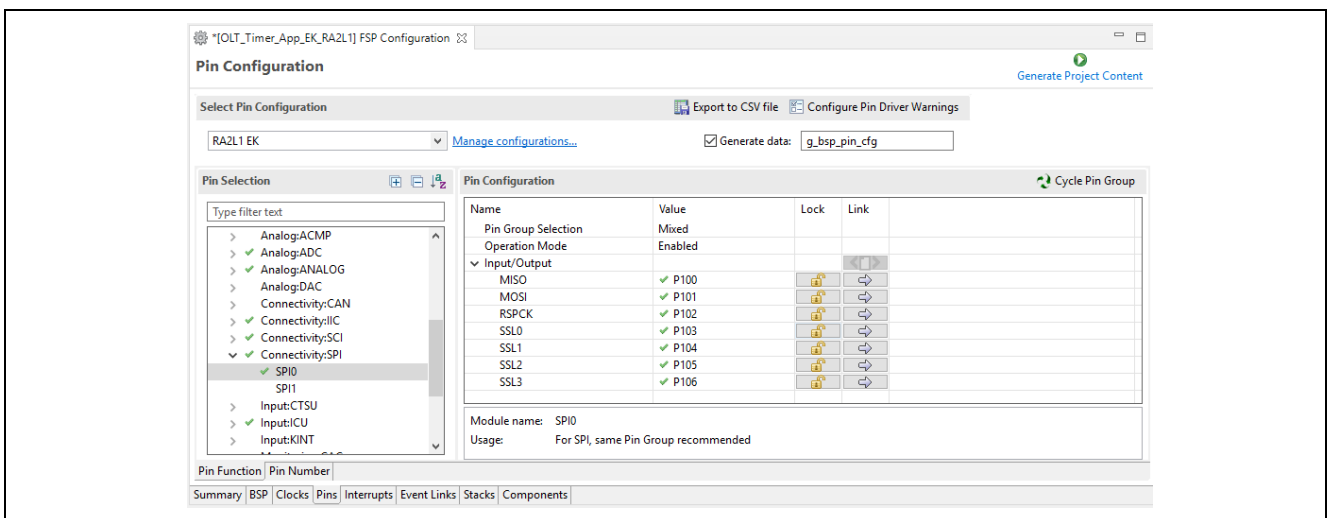 *[OLT_Timer_App_EK_RA2L1] FSP Configuration
Pin Configuration
Generate Project Content
Select Pin Configuration
Export to CSV file
Configure Pin Driver Warnings
RA2L1 EK
Manage configurations...
Generate data:
g_bsp_pin_cfg
Pin Selection
Pin Configuration
Cycle Pin Group
Type filter text
Analog:ACMP
Analog:ADC
Analog:ANALOG
Analog:DAC
Connectivity:CAN
Connectivity:IIC
Connectivity:SCI
Connectivity:SPI
SPI0
SPI1
Input:CTSU
Input:ICU
Input:KINT
Name Value Lock Link
Pin Group Selection Mixed
Operation Mode Enabled
Input/Output
MISO P100
MOSI P101
RSPCK P102
SSL0 P103
SSL1 P104
SSL2 P105
SSL3 P106
Module name: SPI0
Usage: For SPI, same Pin Group recommended
Pin Function Pin Number
Summary BSP Clocks Pins Interrupts Event Links Stacks Components